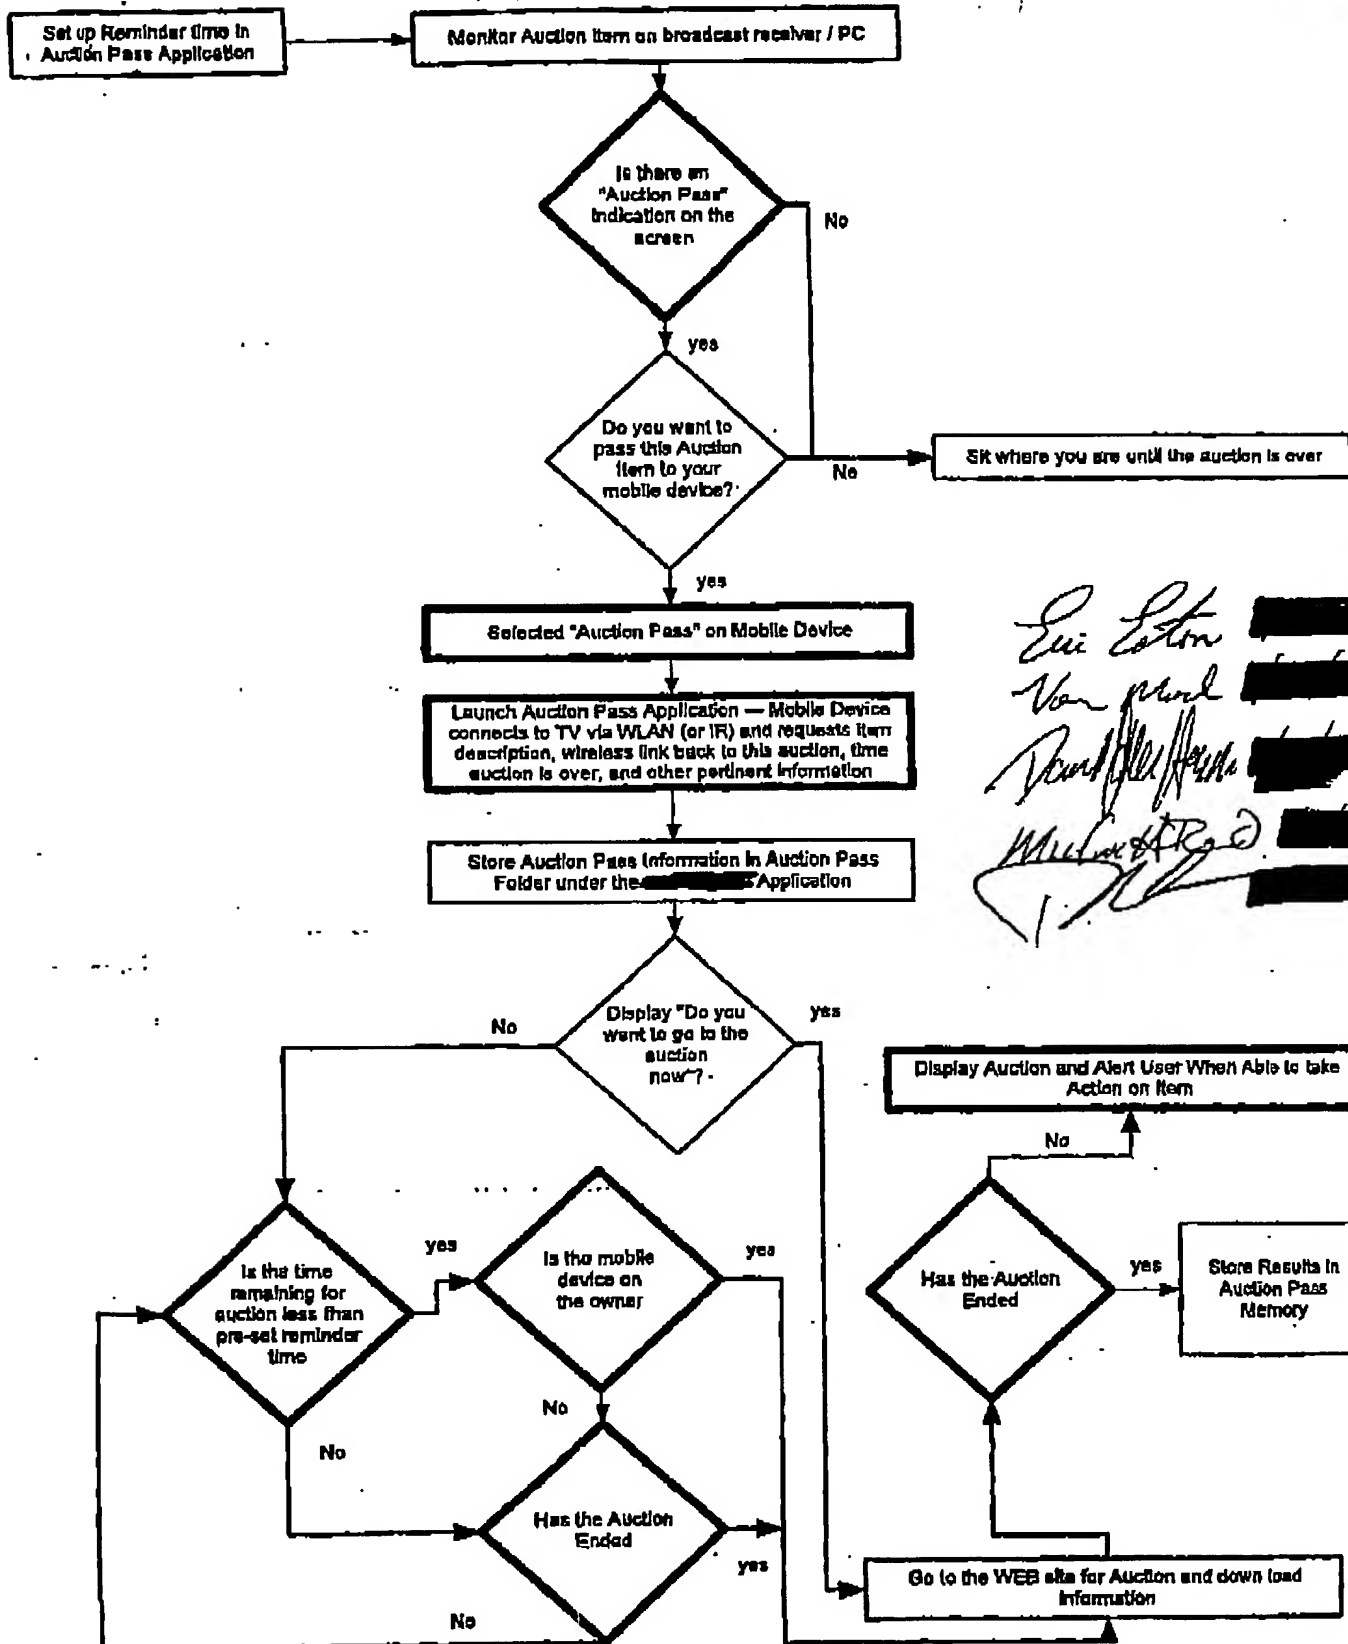 Set up Reminder time in
Auction Pass Application
Monitor Auction Item on broadcast receiver / PC
Is there an
"Auction Pass"
Indication on the
screen
No
yes
Do you want to
pass this Auction
Item to your
mobile device?
No
Sit where you are until the auction is over
yes
Selected "Auction Pass" on Mobile Device
Launch Auction Pass Application — Mobile Device
connects to TV via WLAN (or IR) and requests item
description, wireless link back to this auction, time
auction is over, and other pertinent information
Eric Eaton
Store Auction Pass Information in Auction Pass
Folder under the Application
Display "Do you
want to go to the
auction
now"?
No
yes
Display Auction and Alert User When Able to take
Action on Item
No
Is the time
remaining for
auction less than
pre-set reminder
time
yes
Is the mobile
device on
the owner
yes
Has the Auction
Ended
yes
Store Results in
Auction Pass
Memory
No
No
Has the Auction
Ended
yes
Go to the WEB site for Auction and down load
Information
No